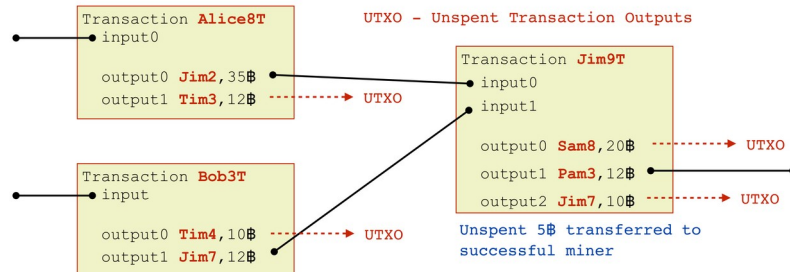 Transaction Alice8T
input0
output0 Jim2,35฿
output1 Tim3,12฿
UTXO
UTXO - Unspent Transaction Outputs
Transaction Bob3T
input
output0 Tim4,10฿
UTXO
output1 Jim7,12฿
Transaction Jim9T
input0
input1
output0 Sam8,20฿
UTXO
output1 Pam3,12฿
output2 Jim7,10฿
UTXO
Unspent 5฿ transferred to
successful miner